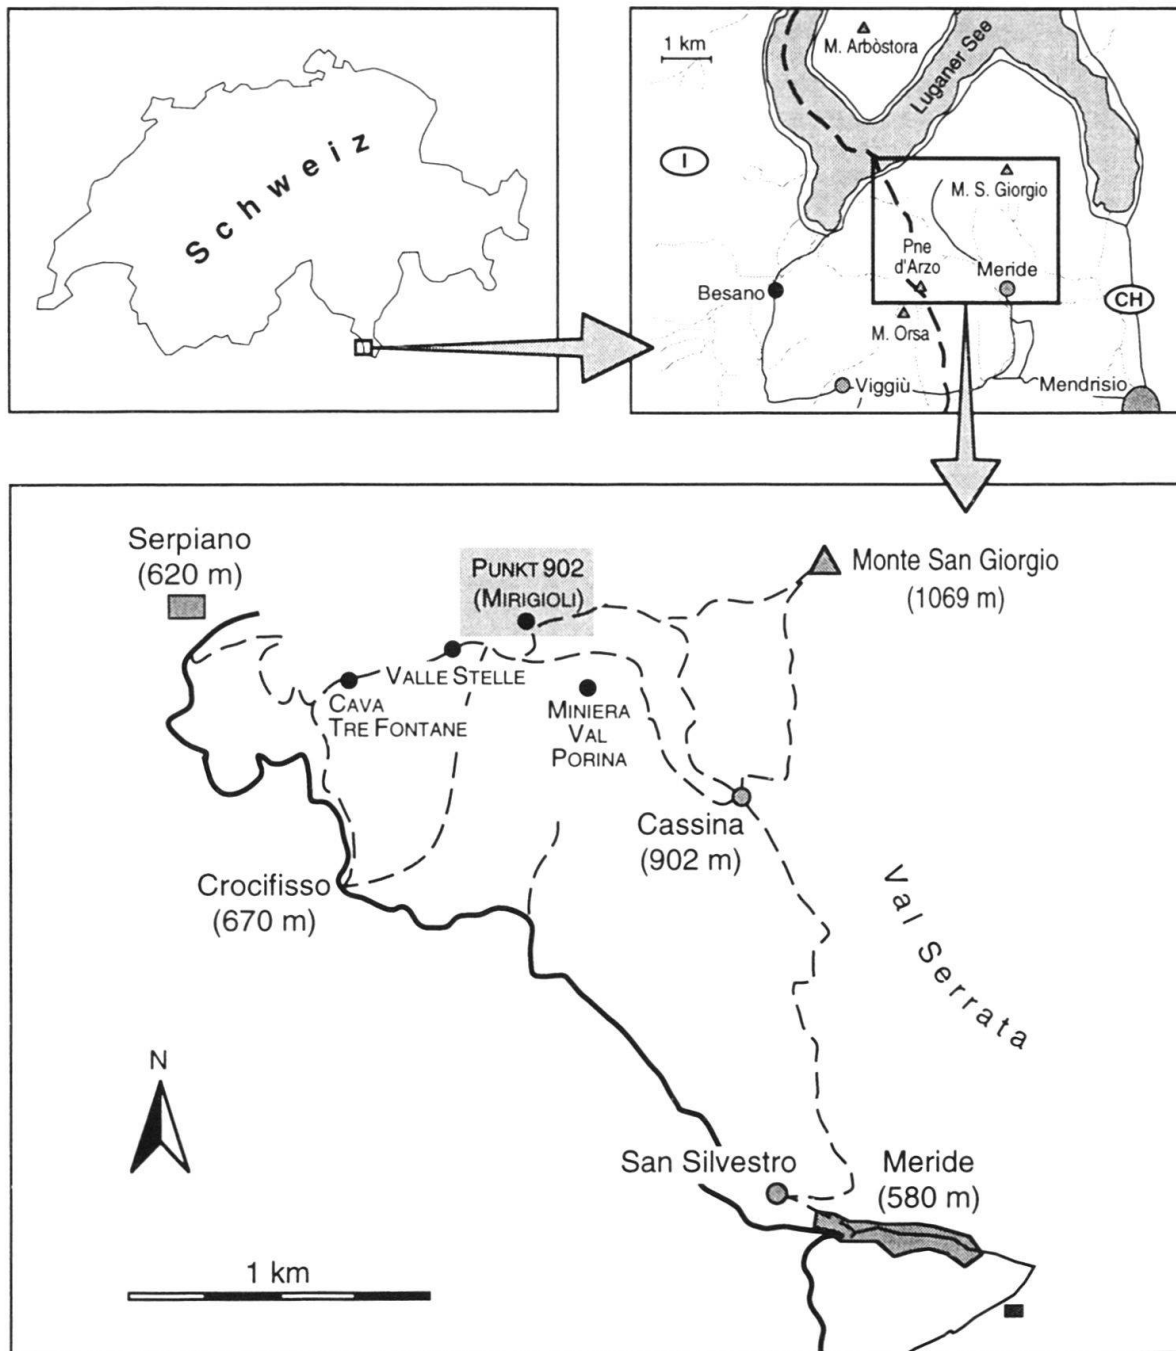 Schweiz
1 km
M. Arbòstora
Luganer See
I
M. S. Giorgio
Pne
d'Arzo
Meride
Besano
CH
M. Orsa
Viggiù
Mendrisio
Serpiano
(620 m)
PUNKT 902
(MIRIGIOLI)
Monte San Giorgio
(1069 m)
VALLE STELLE
CAVA
TRE FONTANE
MINIERA
VAL
PORINA
Cassina
(902 m)
Crocifisso
(670 m)
Val Serrata
N
San Silvestro
Meride
(580 m)
1 km